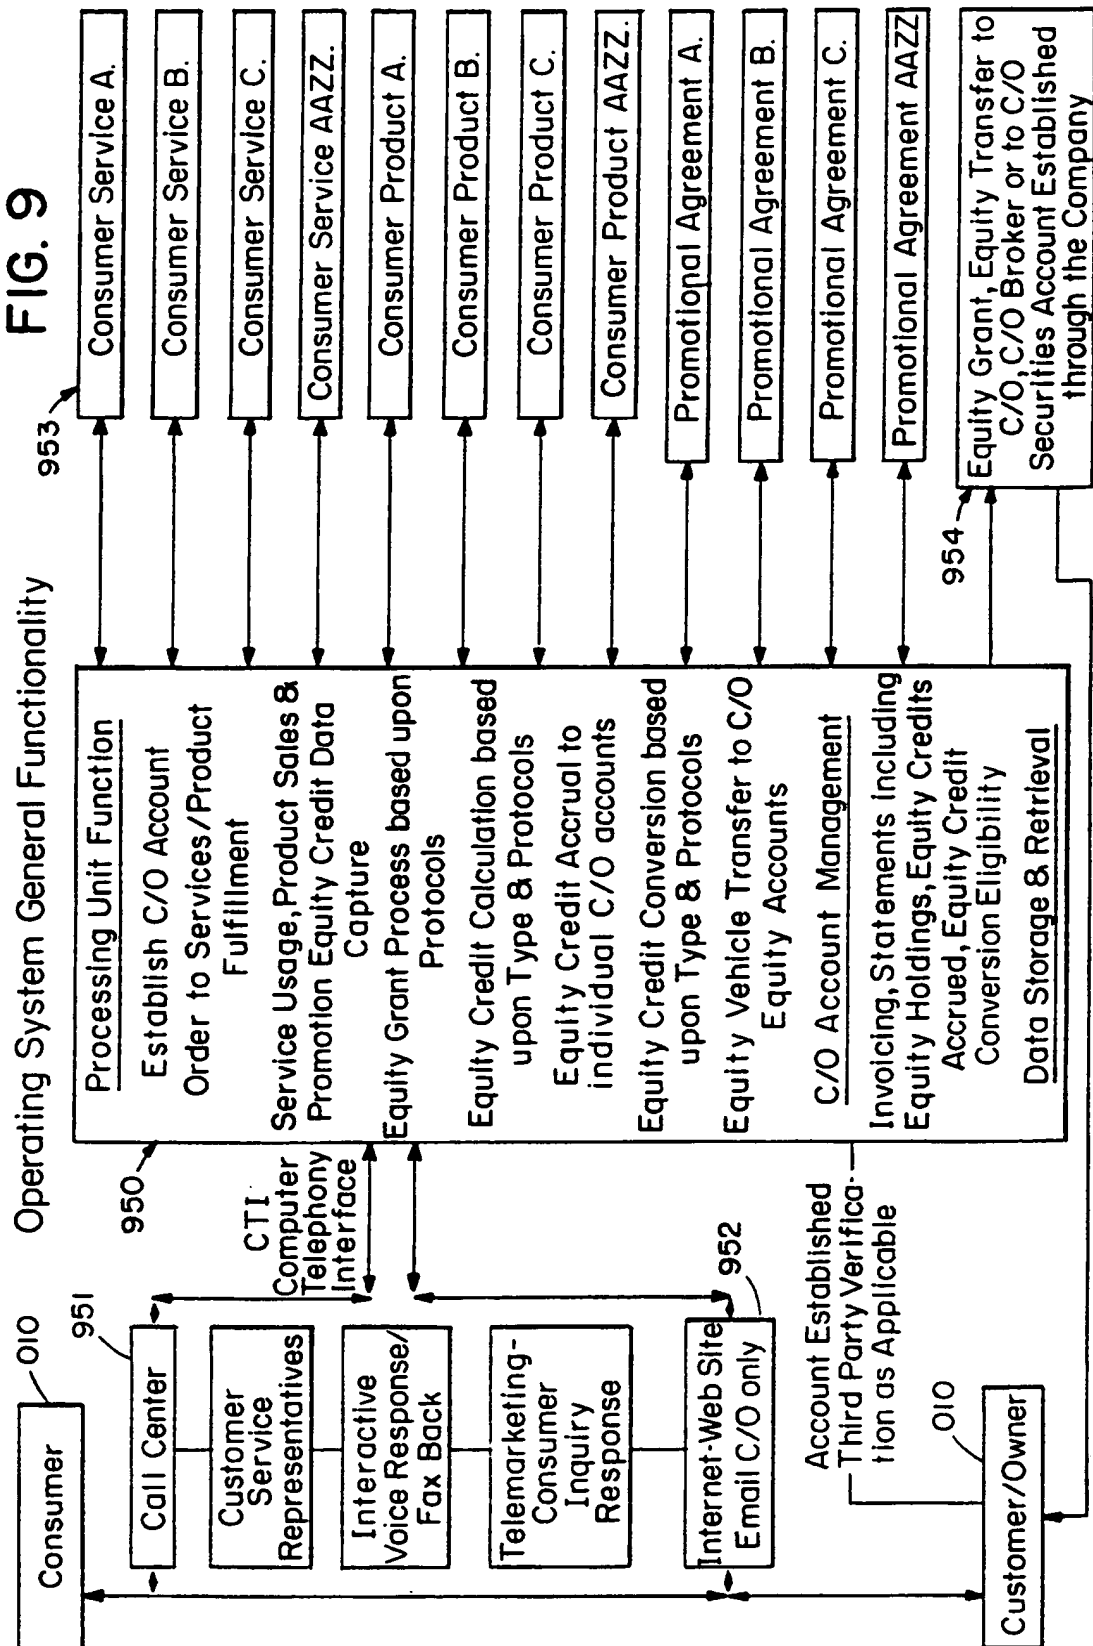 FIG. 9
Operating System General Functionality
Consumer
010
951
Call Center
Customer
Service
Representatives
Interactive
Voice Response/
Fax Back
Telemarketing-
Consumer
Inquiry
Response
Internet-Web Site
Email C/O only
952
CTI
Computer
Telephony
Interface
Account Established
Third Party Verifica-
tion as Applicable
010
Customer/Owner
950
Processing Unit Function
Establish C/O Account
Order to Services/Product
Fulfillment
Service Usage, Product Sales &
Promotion Equity Credit Data
Capture
Equity Grant Process based upon
Protocols
Equity Credit Calculation based
upon Type & Protocols
Equity Credit Accrual to
individual C/O accounts
Equity Credit Conversion based
upon Type & Protocols
Equity Vehicle Transfer to C/O
Equity Accounts
C/O Account Management
Invoicing, Statements including
Equity Holdings, Equity Credits
Accrued, Equity Credit
Conversion Eligibility
Data Storage & Retrieval
953
Consumer Service A.
Consumer Service B.
Consumer Service C.
Consumer Service AAZZ.
Consumer Product A.
Consumer Product B.
Consumer Product C.
Consumer Product AAZZ.
Promotional Agreement A.
Promotional Agreement B.
Promotional Agreement C.
Promotional Agreement AAZZ
954
Equity Grant, Equity Transfer to
C/O, C/O Broker or to C/O
Securities Account Established
through the Company